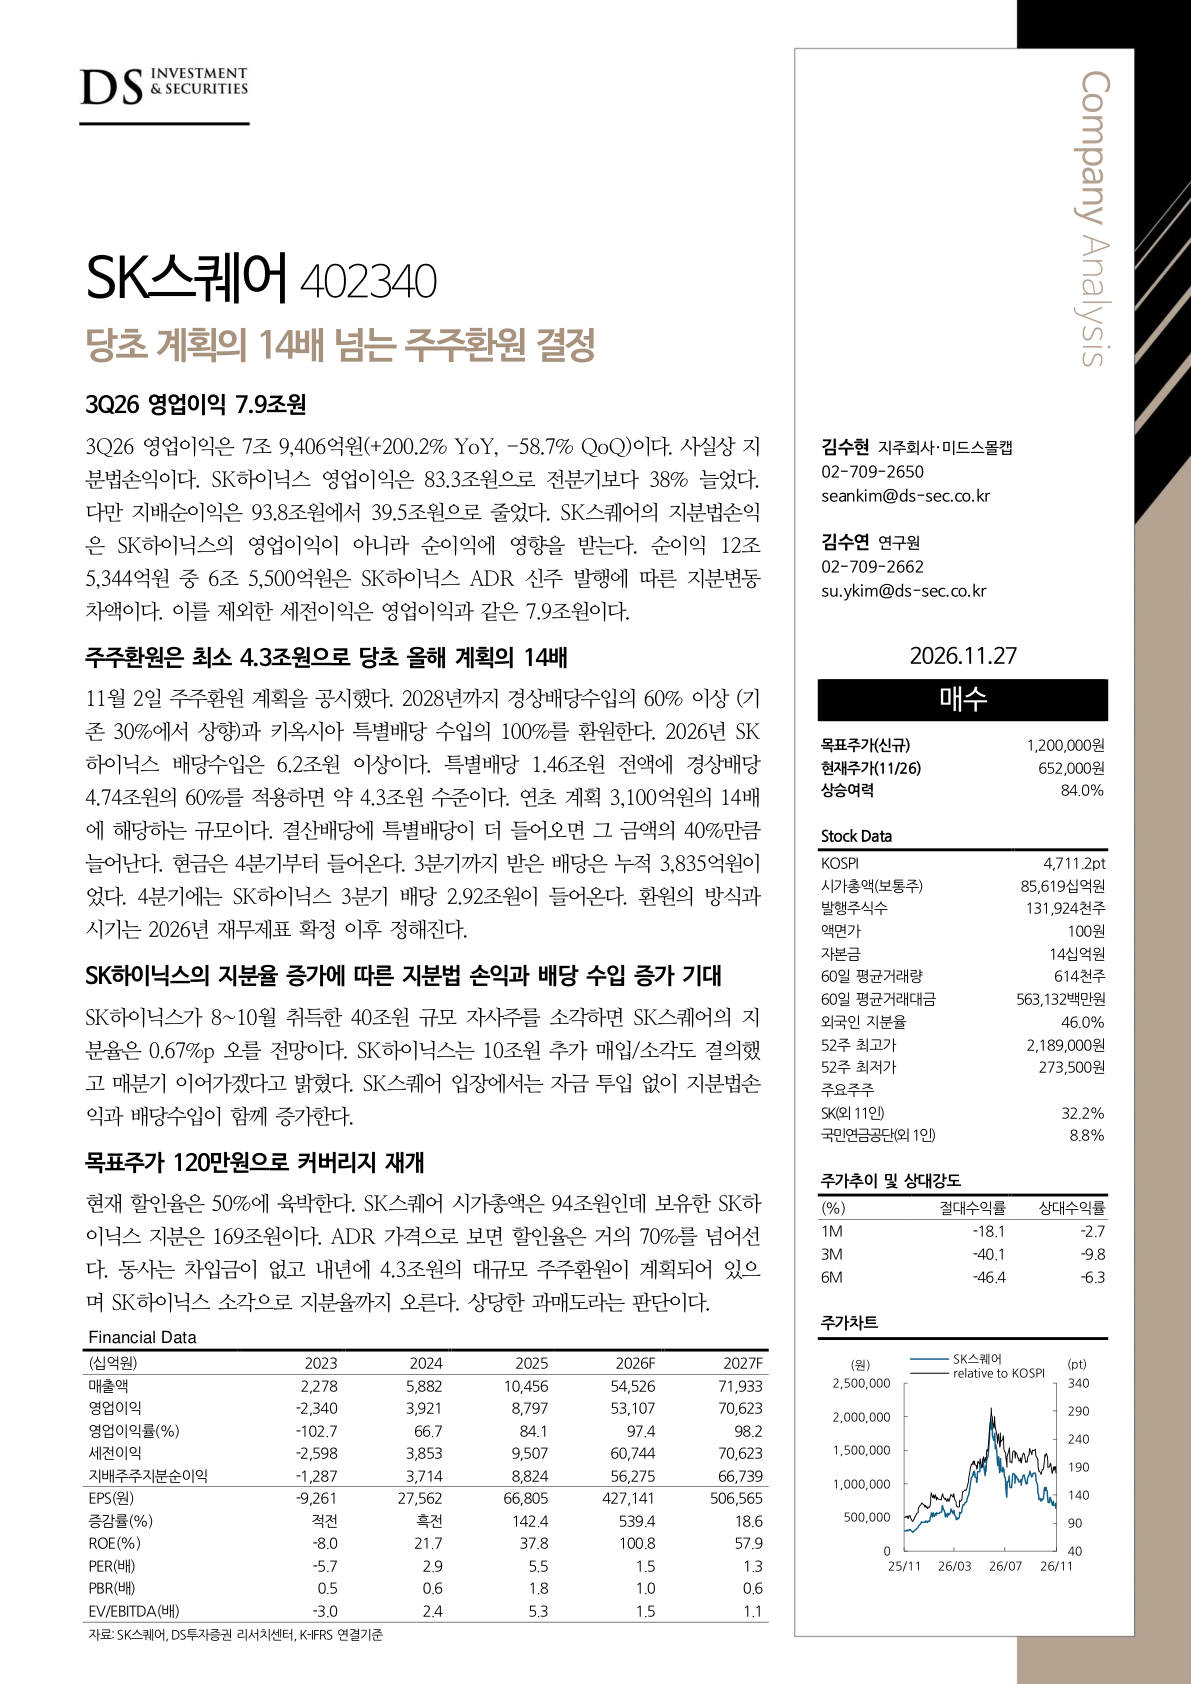 DS INVESTMENT
& SECURITIES
Company Analysis
SK스퀘어 402340
당초 계획의 14배 넘는 주주환원 결정
3Q26 영업이익 7.9조원
3Q26 영업이익은 7조 9,406억원(+200.2% YoY, -58.7% QoQ)이다. 사실상 지
분법손익이다. SK하이닉스 영업이익은 83.3조원으로 전분기보다 38% 늘었다.
다만 지배순이익은 93.8조원에서 39.5조원으로 줄었다. SK스퀘어의 지분법손익
은 SK하이닉스의 영업이익이 아니라 순이익에 영향을 받는다. 순이익 12조
5,344억원 중 6조 5,500억원은 SK하이닉스 ADR 신주 발행에 따른 지분변동
차액이다. 이를 제외한 세전이익은 영업이익과 같은 7.9조원이다.
주주환원은 최소 4.3조원으로 당초 올해 계획의 14배
11월 2일 주주환원 계획을 공시했다. 2028년까지 경상배당수입의 60% 이상 (기
존 30%에서 상향)과 키옥시아 특별배당 수입의 100%를 환원한다. 2026년 SK
하이닉스 배당수입은 6.2조원 이상이다. 특별배당 1.46조원 전액에 경상배당
4.74조원의 60%를 적용하면 약 4.3조원 수준이다. 연초 계획 3,100억원의 14배
에 해당하는 규모이다. 결산배당에 특별배당이 더 들어오면 그 금액의 40%만큼
늘어난다. 현금은 4분기부터 들어온다. 3분기까지 받은 배당은 누적 3,835억원이
었다. 4분기에는 SK하이닉스 3분기 배당 2.92조원이 들어온다. 환원의 방식과
시기는 2026년 재무제표 확정 이후 정해진다.
SK하이닉스의 지분율 증가에 따른 지분법 손익과 배당 수입 증가 기대
SK하이닉스가 8~10월 취득한 40조원 규모 자사주를 소각하면 SK스퀘어의 지
분율은 0.67%p 오를 전망이다. SK하이닉스는 10조원 추가 매입/소각도 결의했
고 매분기 이어가겠다고 밝혔다. SK스퀘어 입장에서는 자금 투입 없이 지분법손
익과 배당수입이 함께 증가한다.
목표주가 120만원으로 커버리지 재개
현재 할인율은 50%에 육박한다. SK스퀘어 시가총액은 94조원인데 보유한 SK하
이닉스 지분은 169조원이다. ADR 가격으로 보면 할인율은 거의 70%를 넘어선
다. 동사는 차입금이 없고 내년에 4.3조원의 대규모 주주환원이 계획되어 있으
며 SK하이닉스 소각으로 지분율까지 오른다. 상당한 과매도라는 판단이다.
Financial Data
(십억원) 2023 2024 2025 2026F 2027F
매출액 2,278 5,882 10,456 54,526 71,933
영업이익 -2,340 3,921 8,797 53,107 70,623
영업이익률(%) -102.7 66.7 84.1 97.4 98.2
세전이익 -2,598 3,853 9,507 60,744 70,623
지배주주지분순이익 -1,287 3,714 8,824 56,275 66,739
EPS(원) -9,261 27,562 66,805 427,141 506,565
증감률(%) 적전 흑전 142.4 539.4 18.6
ROE(%) -8.0 21.7 37.8 100.8 57.9
PER(배) -5.7 2.9 5.5 1.5 1.3
PBR(배) 0.5 0.6 1.8 1.0 0.6
EV/EBITDA(배) -3.0 2.4 5.3 1.5 1.1
자료: SK스퀘어, DS투자증권 리서치센터, K-IFRS 연결기준
김수현 지주회사·미드스몰캡
02-709-2650
seankim@ds-sec.co.kr
김수연 연구원
02-709-2662
su.ykim@ds-sec.co.kr
2026.11.27
매수
목표주가(신규) 1,200,000원
현재주가(11/26) 652,000원
상승여력 84.0%
Stock Data
KOSPI 4,711.2pt
시가총액(보통주) 85,619십억원
발행주식수 131,924천주
액면가 100원
자본금 14십억원
60일 평균거래량 614천주
60일 평균거래대금 563,132백만원
외국인 지분율 46.0%
52주 최고가 2,189,000원
52주 최저가 273,500원
주요주주
SK(외 11인) 32.2%
국민연금공단(외 1인) 8.8%
주가추이 및 상대강도
(%) 절대수익률 상대수익률
1M -18.1 -2.7
3M -40.1 -9.8
6M -46.4 -6.3
주가차트
(원) SK스퀘어 (pt)
relative to KOSPI
2,500,000 340
2,000,000 290
240
1,500,000 190
1,000,000 140
500,000 90
0 40
25/11 26/03 26/07 26/11